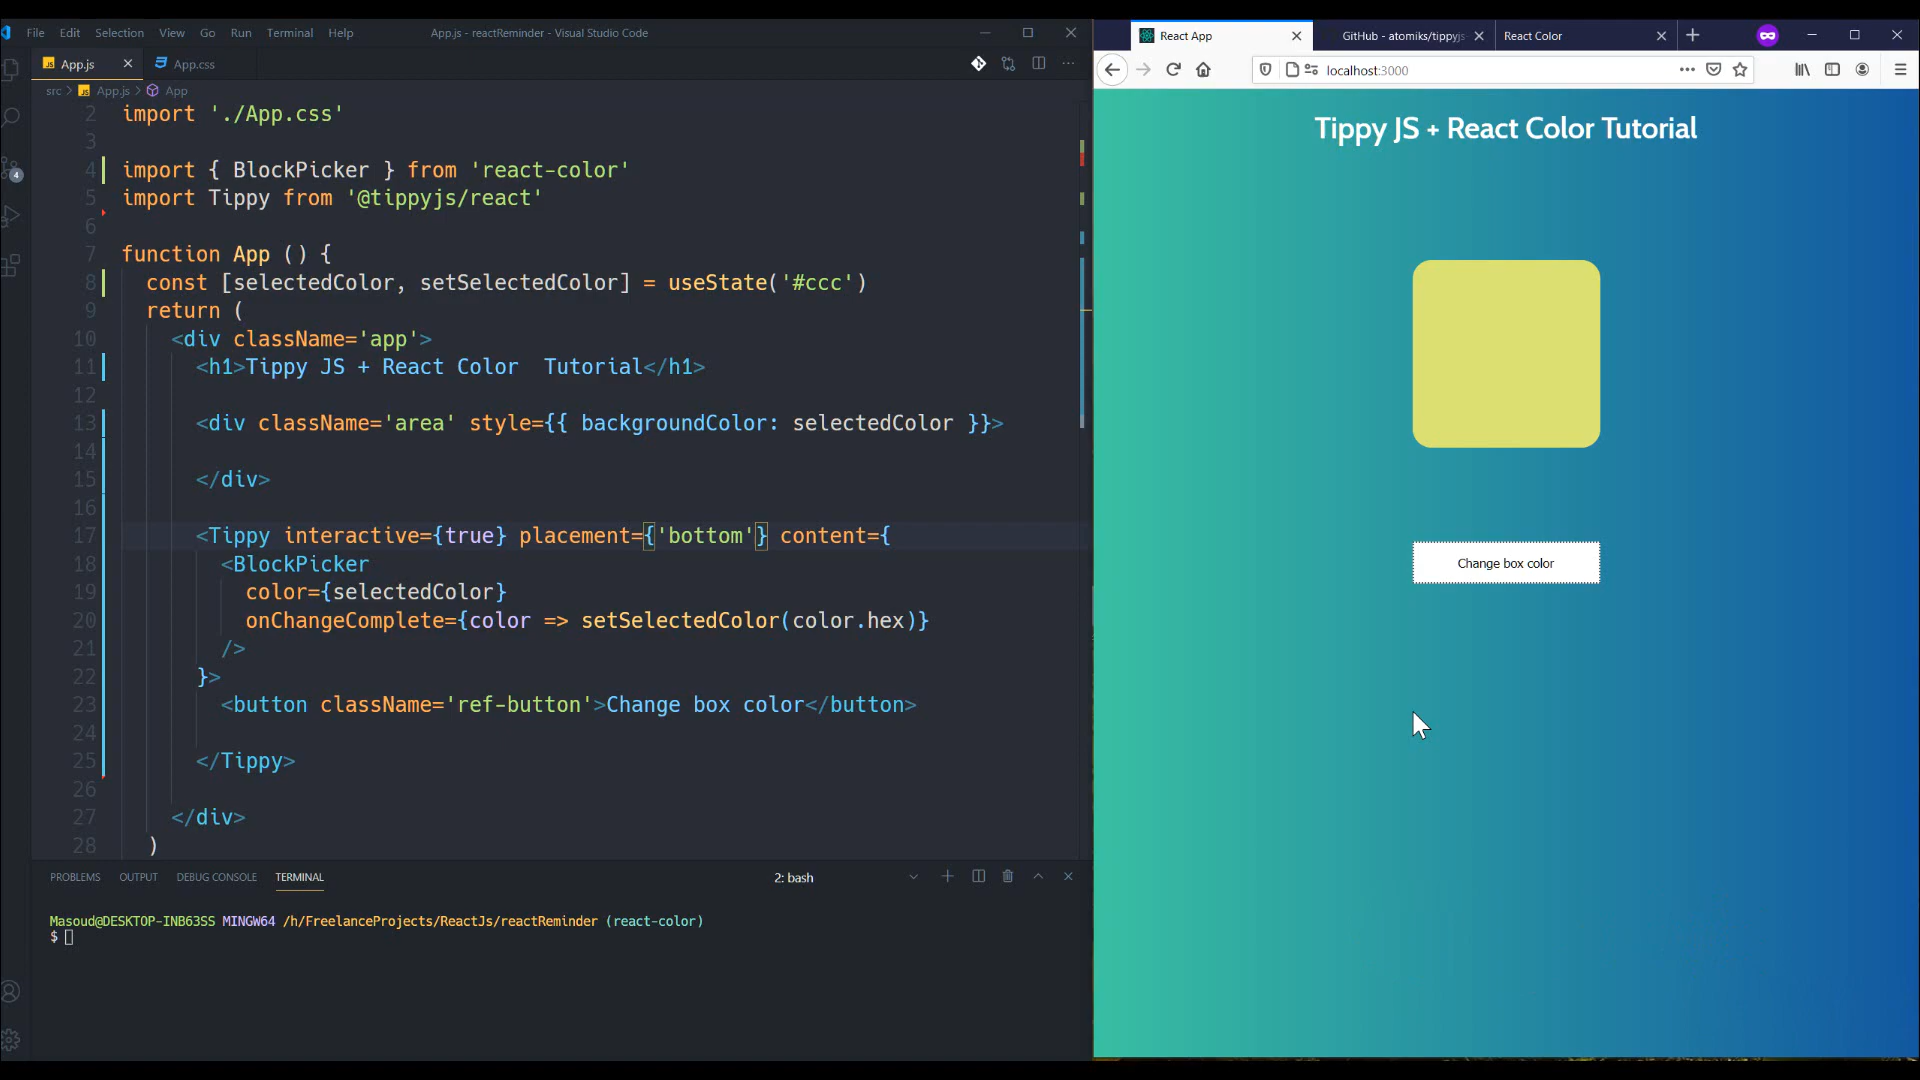 File Edit Selection View Go Run Terminal Help App.js - reactReminder - Visual Studio Code
App.js App.css
src > App.js > App
2 import './App.css'
3
4 import { BlockPicker } from 'react-color'
5 import Tippy from '@tippyjs/react'
6
7 function App () {
8 const [selectedColor, setSelectedColor] = useState('#ccc')
9 return (
10 <div className='app'>
11 <h1>Tippy JS + React Color  Tutorial</h1>
12
13 <div className='area' style={{ backgroundColor: selectedColor }}>
14
15 </div>
16
17 <Tippy interactive={true} placement={'bottom'} content={
18 <BlockPicker
19 color={selectedColor}
20 onChangeComplete={color => setSelectedColor(color.hex)}
21 />
22 }>
23 <button className='ref-button'>Change box color</button>
24
25 </Tippy>
26
27 </div>
28 )
4
PROBLEMS OUTPUT DEBUG CONSOLE TERMINAL 2: bash
Masoud@DESKTOP-INB63SS MINGW64 /h/FreelanceProjects/ReactJs/reactReminder (react-color)
$
React App GitHub - atomiks/tippyjs- React Color
localhost:3000
Tippy JS + React Color Tutorial
Change box color